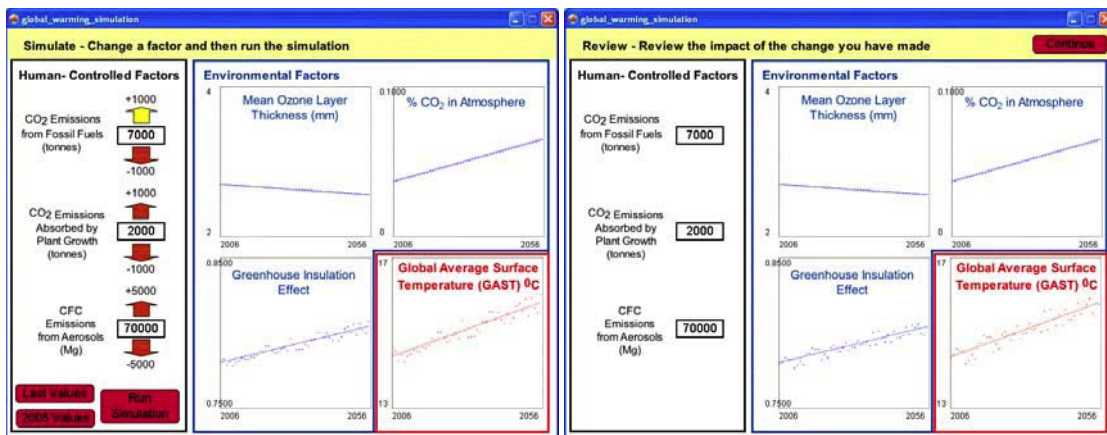 global_warming_simulation
Simulate - Change a factor and then run the simulation
Human- Controlled Factors
+1000
CO2 Emissions
from Fossil Fuels
(tonnes)
7000
-1000
+1000
CO2 Emissions
Absorbed by
Plant Growth
(tonnes)
2000
-1000
+5000
CFC
Emissions
from Aerosols
(Mg)
70000
-5000
Last Values
2005 Values
Run
Simulation
Environmental Factors
4
Mean Ozone Layer
Thickness (mm)
2
2006
2056
0.1000
% CO2 in Atmosphere
0
2006
2056
0.8500
Greenhouse Insulation
Effect
0.7500
2006
2056
17
Global Average Surface
Temperature (GAST) 0C
13
2006
2056
global_warming_simulation
Review - Review the impact of the change you have made
Continue
Human- Controlled Factors
CO2 Emissions
from Fossil Fuels
(tonnes)
7000
CO2 Emissions
Absorbed by
Plant Growth
(tonnes)
2000
CFC
Emissions
from Aerosols
(Mg)
70000
Environmental Factors
4
Mean Ozone Layer
Thickness (mm)
2
2006
2056
0.1000
% CO2 in Atmosphere
0
2006
2056
0.8500
Greenhouse Insulation
Effect
0.7500
2006
2056
17
Global Average Surface
Temperature (GAST) 0C
13
2006
2056